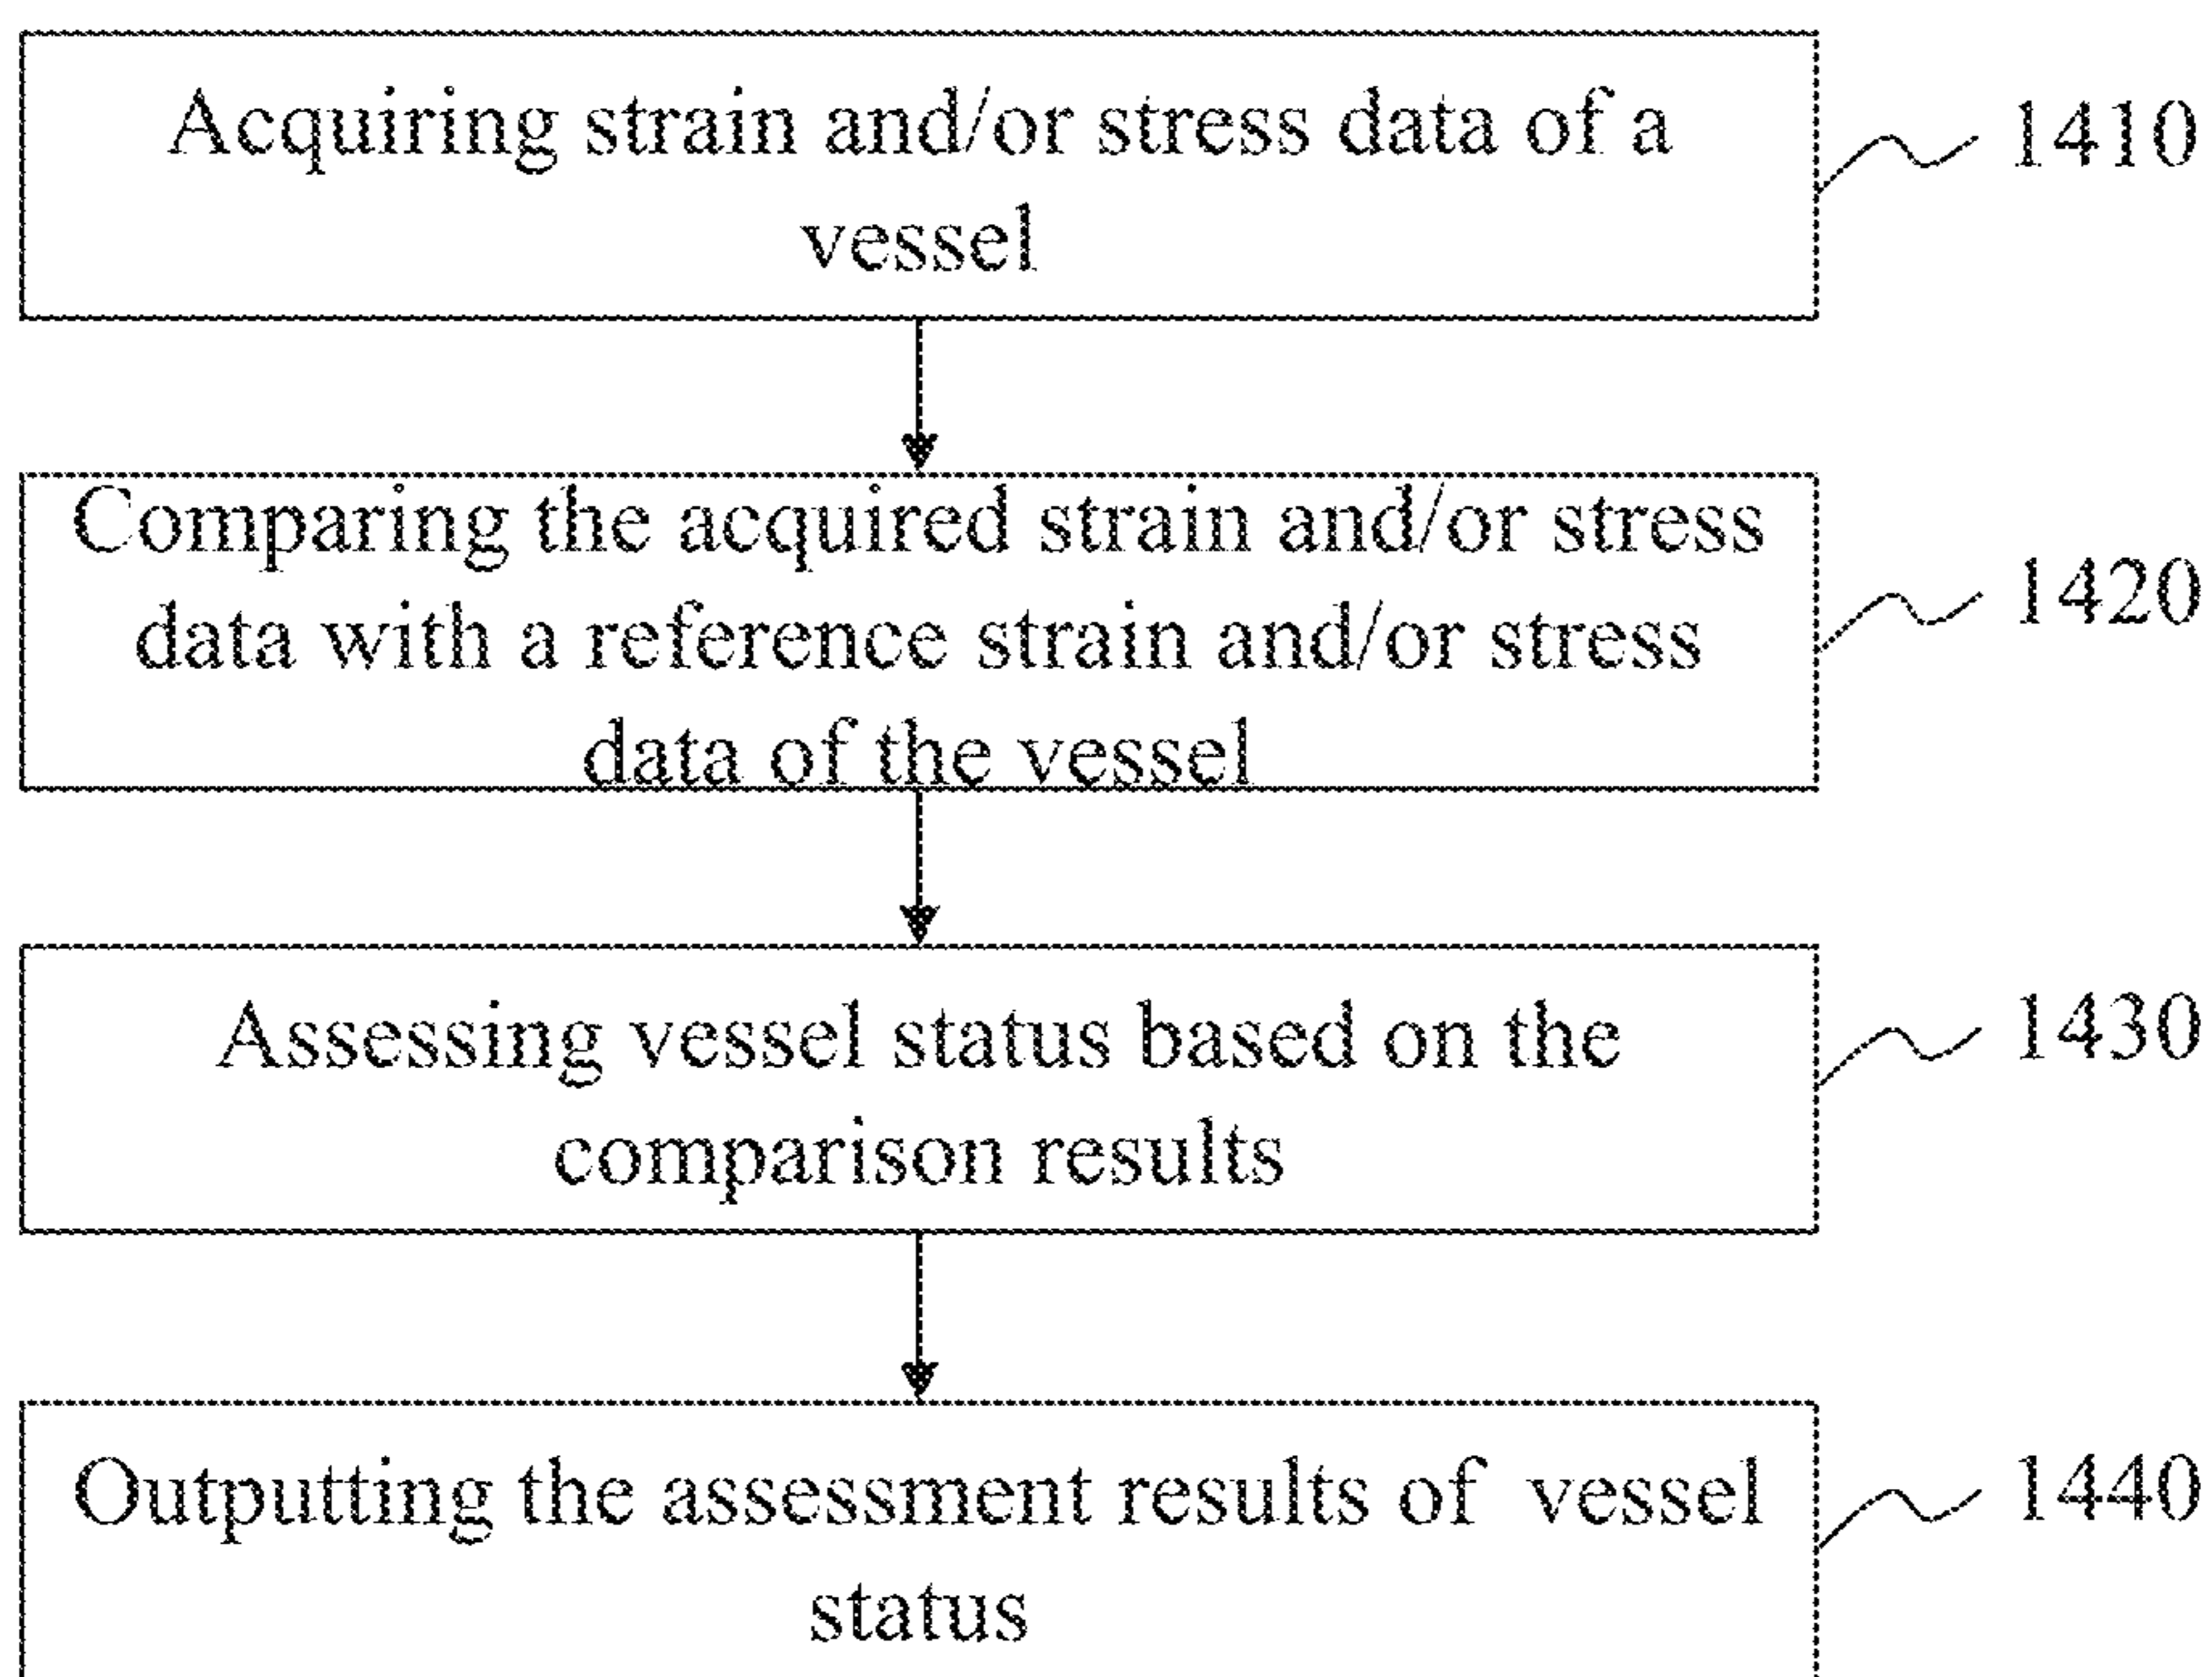 Acquiring strain and/or stress data of a
vessel
1410
Comparing the acquired strain and/or stress
data with a reference strain and/or stress
data of the vessel
1420
Assessing vessel status based on the
comparison results
1430
Outputting the assessment results of vessel
status
1440